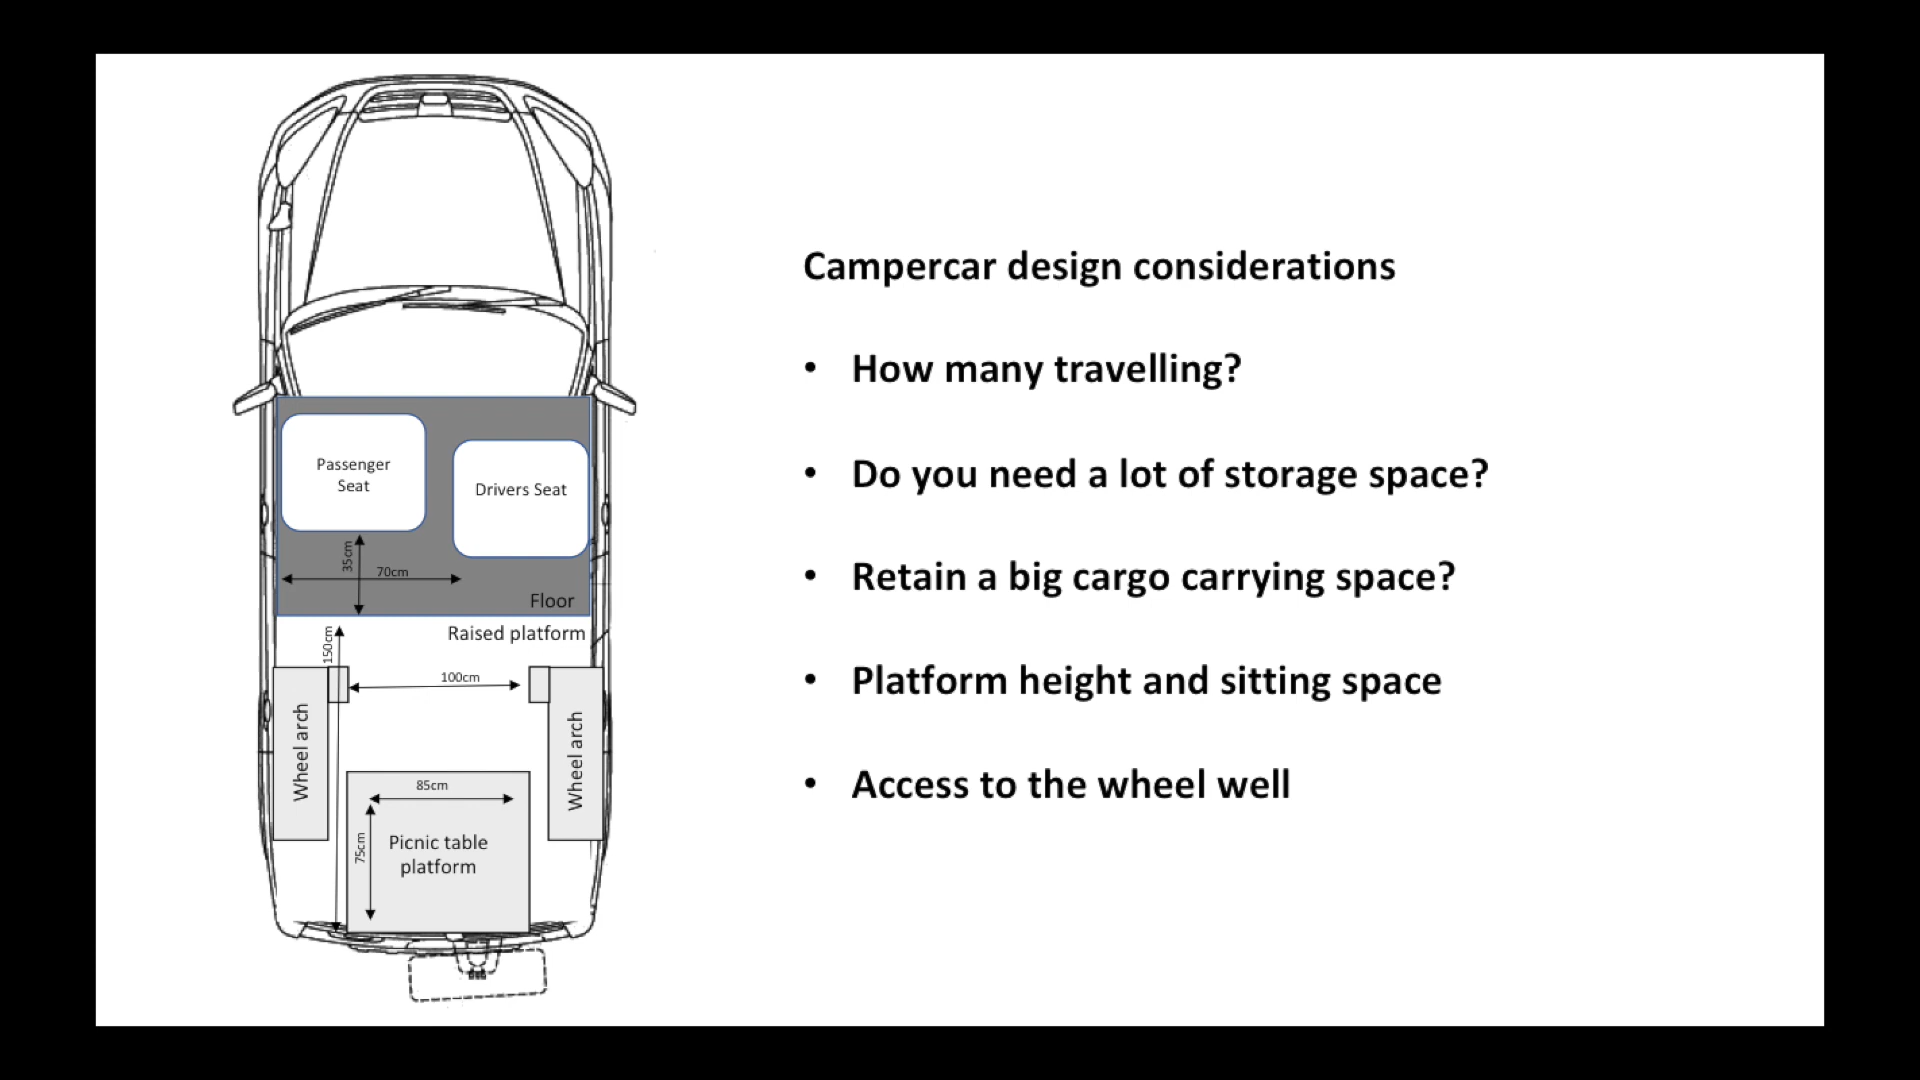 Passenger
Seat
Drivers Seat
35cm
70cm
Floor
Raised platform
150cm
100cm
Wheel arch
Wheel arch
85cm
75cm
Picnic table
platform
Campercar design considerations
• How many travelling?
• Do you need a lot of storage space?
• Retain a big cargo carrying space?
• Platform height and sitting space
• Access to the wheel well